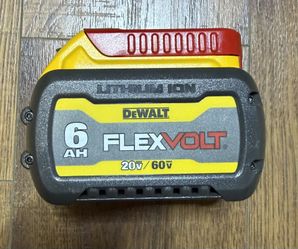 LITHIUM ION
DEWALT
6
AH
FLEXVOLT
20V / 60V